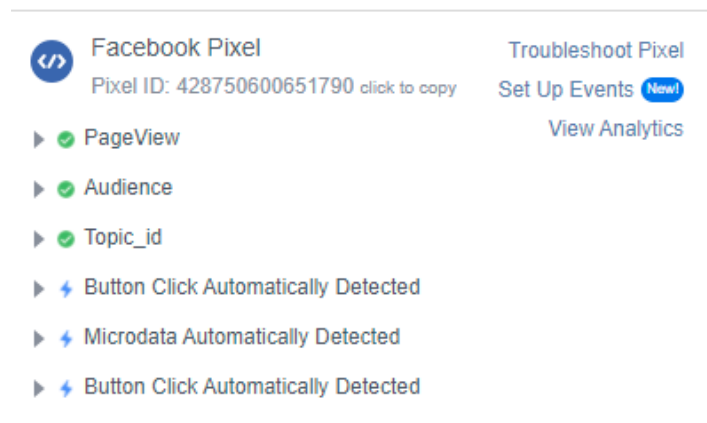 Facebook Pixel
Pixel ID: 428750600651790 click to copy
Troubleshoot Pixel
Set Up Events New!
View Analytics
PageView
Audience
Topic_id
Button Click Automatically Detected
Microdata Automatically Detected
Button Click Automatically Detected